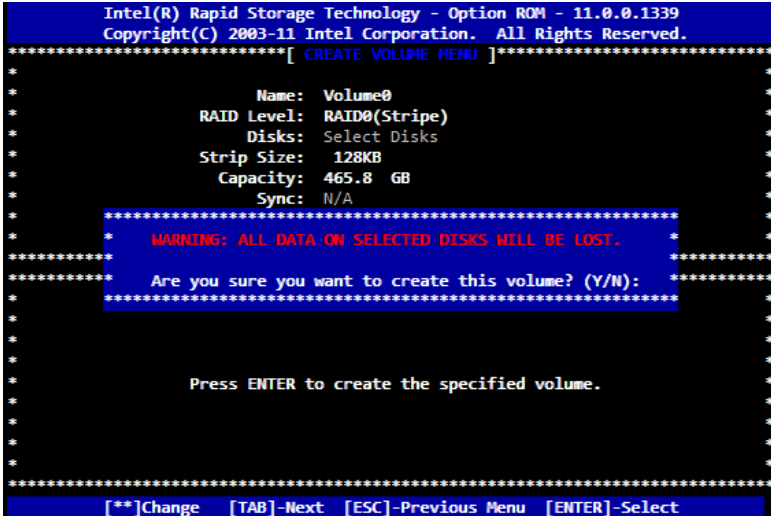 Intel(R) Rapid Storage Technology - Option ROM - 11.0.0.1339
Copyright(C) 2003-11 Intel Corporation.  All Rights Reserved.
[ CREATE VOLUME MENU ]
Name: Volume0
RAID Level: RAID0(Stripe)
Disks: Select Disks
Strip Size: 128KB
Capacity: 465.8 GB
Sync: N/A
WARNING: ALL DATA ON SELECTED DISKS WILL BE LOST.
Are you sure you want to create this volume? (Y/N):
Press ENTER to create the specified volume.
[**]Change [TAB]-Next [ESC]-Previous Menu [ENTER]-Select